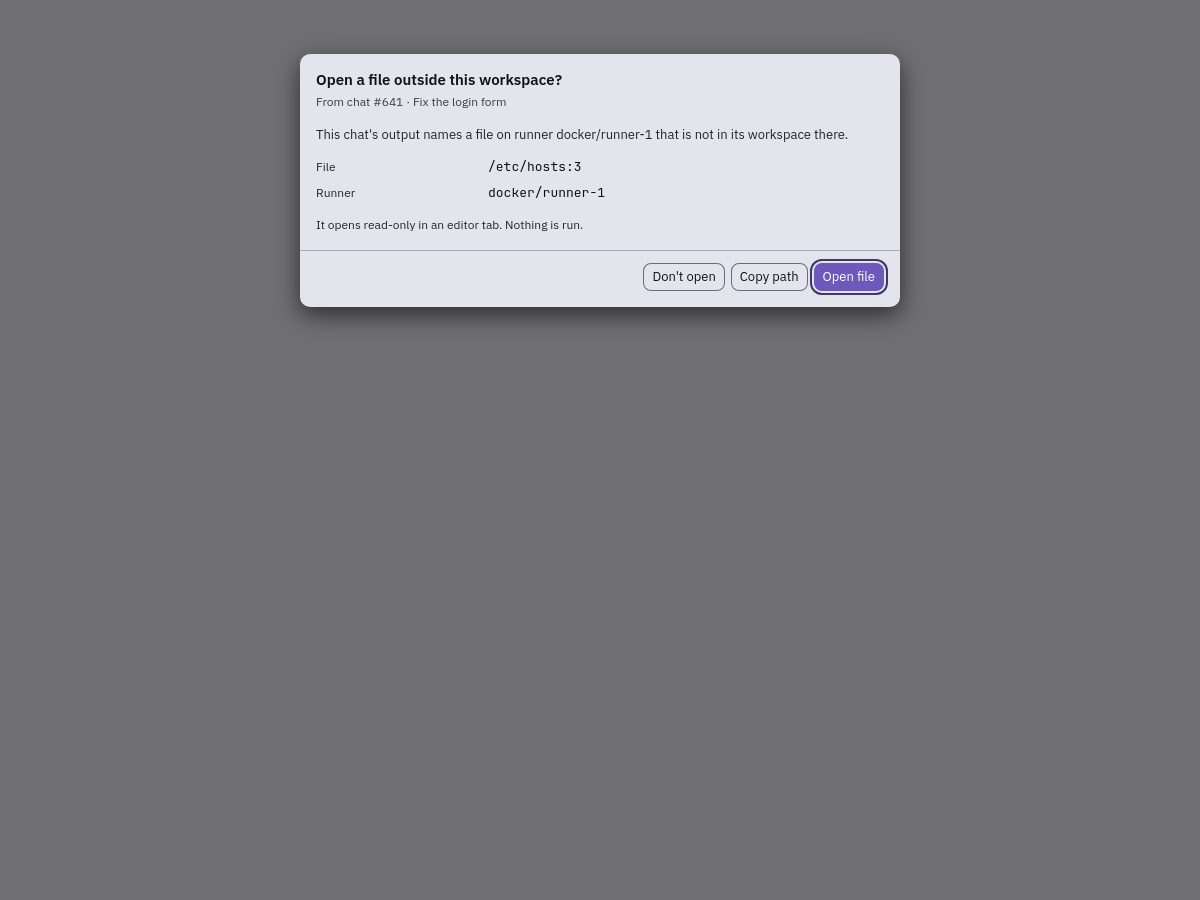 Open a file outside this workspace?
From chat #641 · Fix the login form
This chat's output names a file on runner docker/runner-1 that is not in its workspace there.
File /etc/hosts:3
Runner docker/runner-1
It opens read-only in an editor tab. Nothing is run.
Don't open Copy path Open file